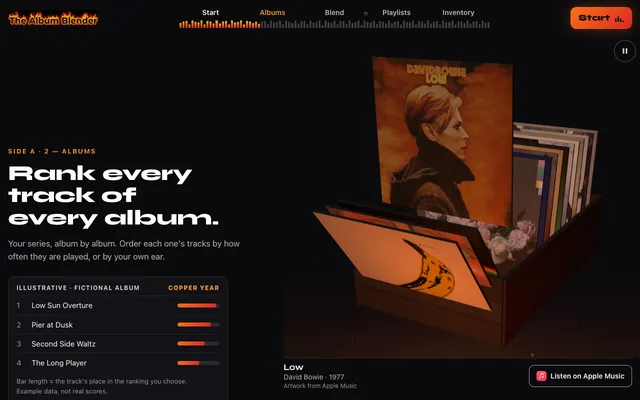 The Album Blender
Start
Albums
Blend
Playlists
Inventory
Start
DAVID BOWIE
LOW
SIDE A · 2 — ALBUMS
Rank every
track of
every album.
Your series, album by album. Order each one's tracks by how
often they are played, or by your own ear.
ILLUSTRATIVE · FICTIONAL ALBUM
COPPER YEAR
1 Low Sun Overture
2 Pier at Dusk
3 Second Side Waltz
4 The Long Player
Bar length = the track's place in the ranking you choose.
Example data, not real scores.
Low
David Bowie · 1977
Artwork from Apple Music
Listen on Apple Music